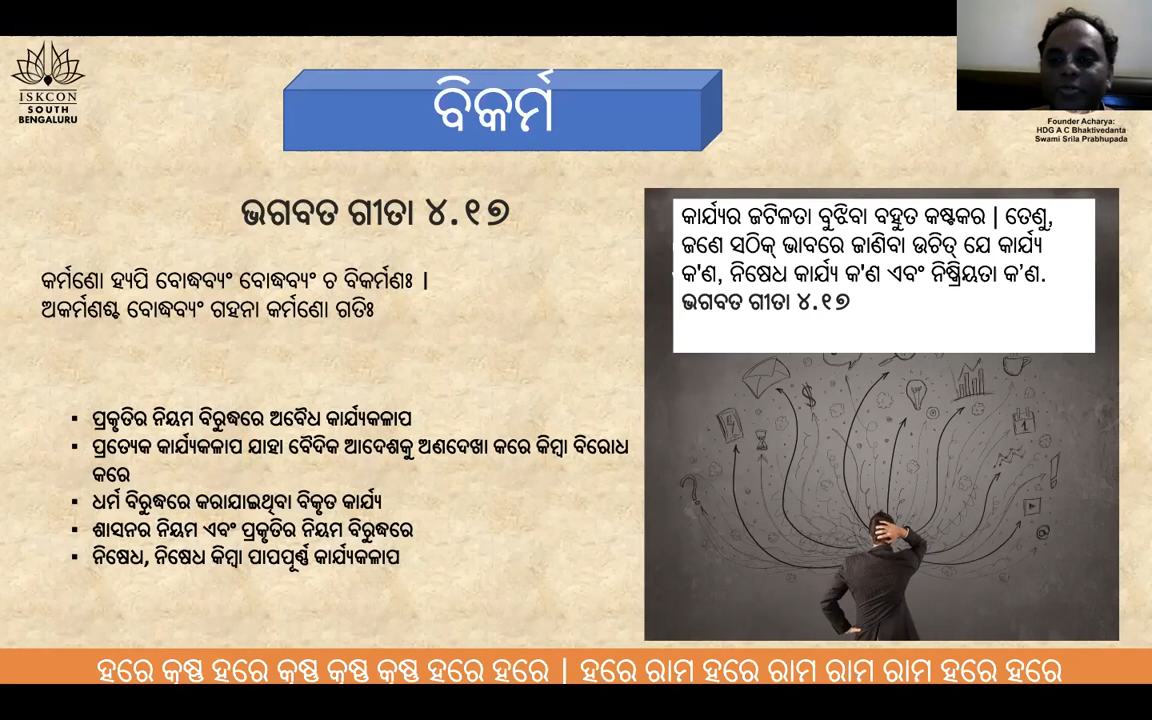 ISKCON
SOUTH
BENGALURU
ବିକର୍ମ
Founder Acharya:
HDG A C Bhaktivedanta
Swami Srila Prabhupada
ଭଗବତ ଗୀତା ୪.୧୭
କର୍ମଣୋ ହ୍ୟପି ବୋଦ୍ଧବ୍ୟଂ ବୋଦ୍ଧବ୍ୟଂ ଚ ବିକର୍ମଣଃ |
ଅକର୍ମଣଶ୍ଚ ବୋଦ୍ଧବ୍ୟଂ ଗହନା କର୍ମଣୋ ଗତିଃ
▪ ପ୍ରକୃତିର ନିୟମ ବିରୁଦ୍ଧରେ ଅବୈଧ କାର୍ଯ୍ୟକଳାପ
▪ ପ୍ରତ୍ୟେକ କାର୍ଯ୍ୟକଳାପ ଯାହା ବୈଦିକ ଆଦେଶକୁ ଅଣଦେଖା କରେ କିମ୍ବା ବିରୋଧ
କରେ
▪ ଧର୍ମ ବିରୁଦ୍ଧରେ କରାଯାଇଥିବା ବିକୃତ କାର୍ଯ୍ୟ
▪ ଶାସନର ନିୟମ ଏବଂ ପ୍ରକୃତିର ନିୟମ ବିରୁଦ୍ଧରେ
▪ ନିଷେଧ, ନିଷେଧ କିମ୍ବା ପାପପୂର୍ଣ୍ଣ କାର୍ଯ୍ୟକଳାପ
କାର୍ଯ୍ୟର ଜଟିଳତା ବୁଝିବା ବହୁତ କଷ୍ଟକର | ତେଣୁ,
ଜଣେ ସଠିକ୍ ଭାବରେ ଜାଣିବା ଉଚିତ୍ ଯେ କାର୍ଯ୍ୟ
କ'ଣ, ନିଷେଧ କାର୍ଯ୍ୟ କ'ଣ ଏବଂ ନିଷ୍କ୍ରିୟତା କ'ଣ.
ଭଗବତ ଗୀତା ୪.୧୭
ହରେ କୃଷ୍ଣ ହରେ କୃଷ୍ଣ କୃଷ୍ଣ କୃଷ୍ଣ ହରେ ହରେ | ହରେ ରାମ ହରେ ରାମ ରାମ ରାମ ହରେ ହରେ